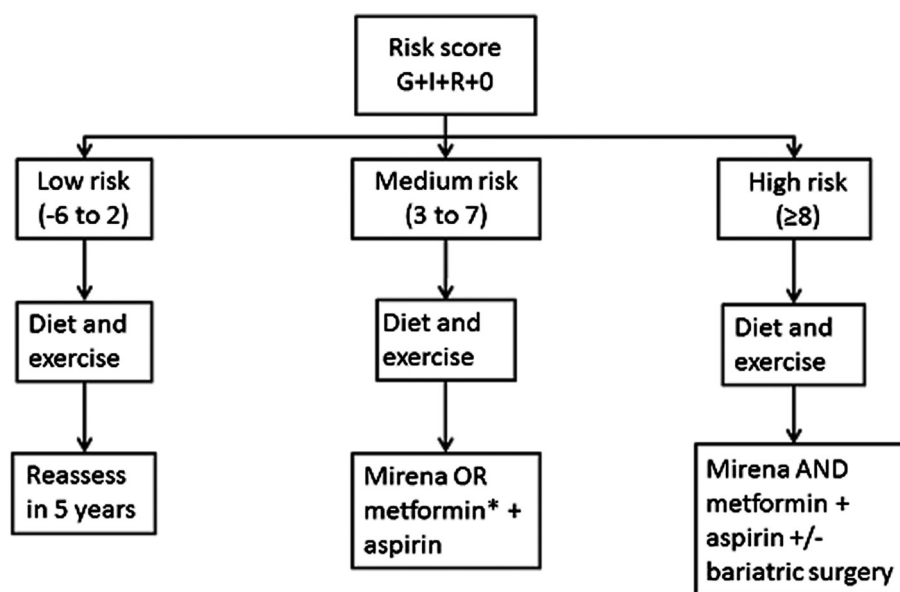 Risk score
G+I+R+0
Low risk
(-6 to 2)
Medium risk
(3 to 7)
High risk
(≥8)
Diet and
exercise
Diet and
exercise
Diet and
exercise
Reassess
in 5 years
Mirena OR
metformin* +
aspirin
Mirena AND
metformin +
aspirin +/-
bariatric surgery